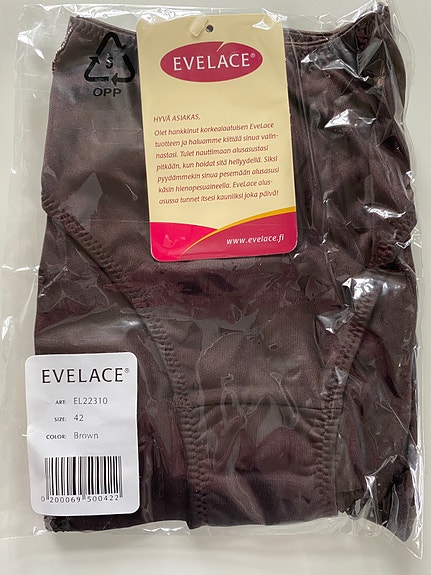 5
OPP
EVELACE®
HYVÄ ASIAKAS,
Olet hankkinut korkealaatuisen EveLace
tuotteen ja haluamme kiittää sinua valin-
nastasi. Tulet nauttimaan alusasustasi
pitkään, kun hoidat sitä hellyydellä. Siksi
pyydämmekin sinua pesemään alusasusi
käsin hienopesuaineella. EveLace alus-
asussa tunnet itsesi kauniiksi joka päivä!
www.evelace.fi
EVELACE®
ART: EL22310
SIZE: 42
COLOR: Brown
0 200069 500422